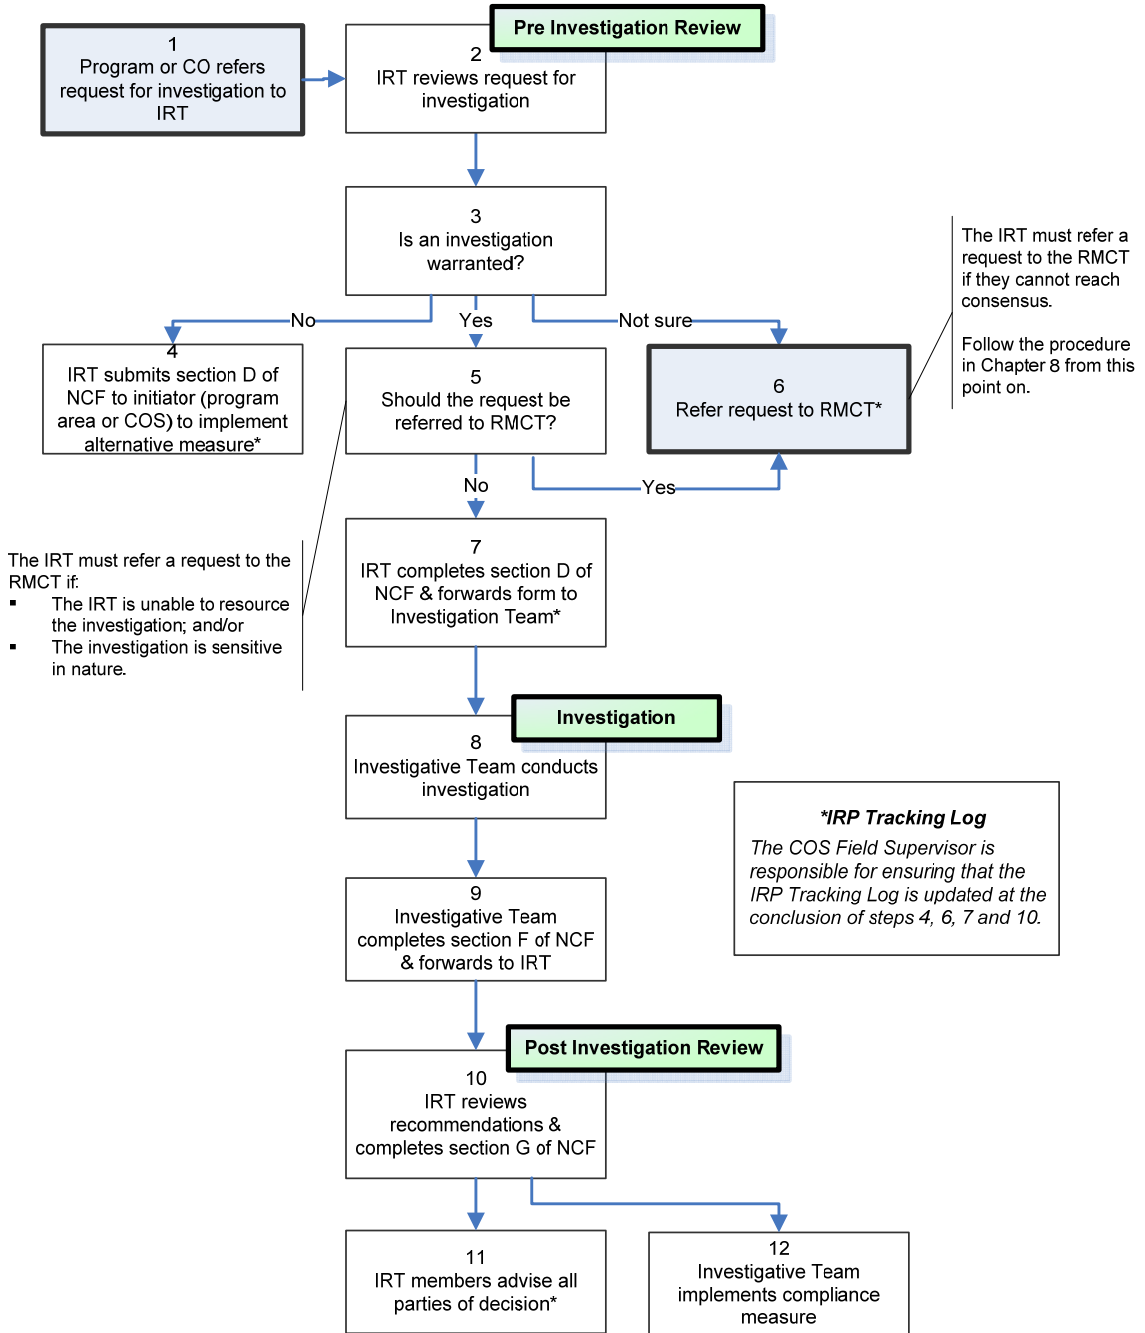 Pre Investigation Review
1
Program or CO refers
request for investigation to
IRT
2
IRT reviews request for
investigation
3
Is an investigation
warranted?
No
Yes
Not sure
The IRT must refer a
request to the RMCT
if they cannot reach
consensus.
Follow the procedure
in Chapter 8 from this
point on.
4
IRT submits section D of
NCF to initiator (program
area or COS) to implement
alternative measure*
5
Should the request be
referred to RMCT?
6
Refer request to RMCT*
No
Yes
The IRT must refer a request to the
RMCT if:
▪ The IRT is unable to resource
the investigation; and/or
▪ The investigation is sensitive
in nature.
7
IRT completes section D of
NCF & forwards form to
Investigation Team*
Investigation
8
Investigative Team conducts
investigation
*IRP Tracking Log
The COS Field Supervisor is
responsible for ensuring that the
IRP Tracking Log is updated at the
conclusion of steps 4, 6, 7 and 10.
9
Investigative Team
completes section F of NCF
& forwards to IRT
Post Investigation Review
10
IRT reviews
recommendations &
completes section G of NCF
11
IRT members advise all
parties of decision*
12
Investigative Team
implements compliance
measure